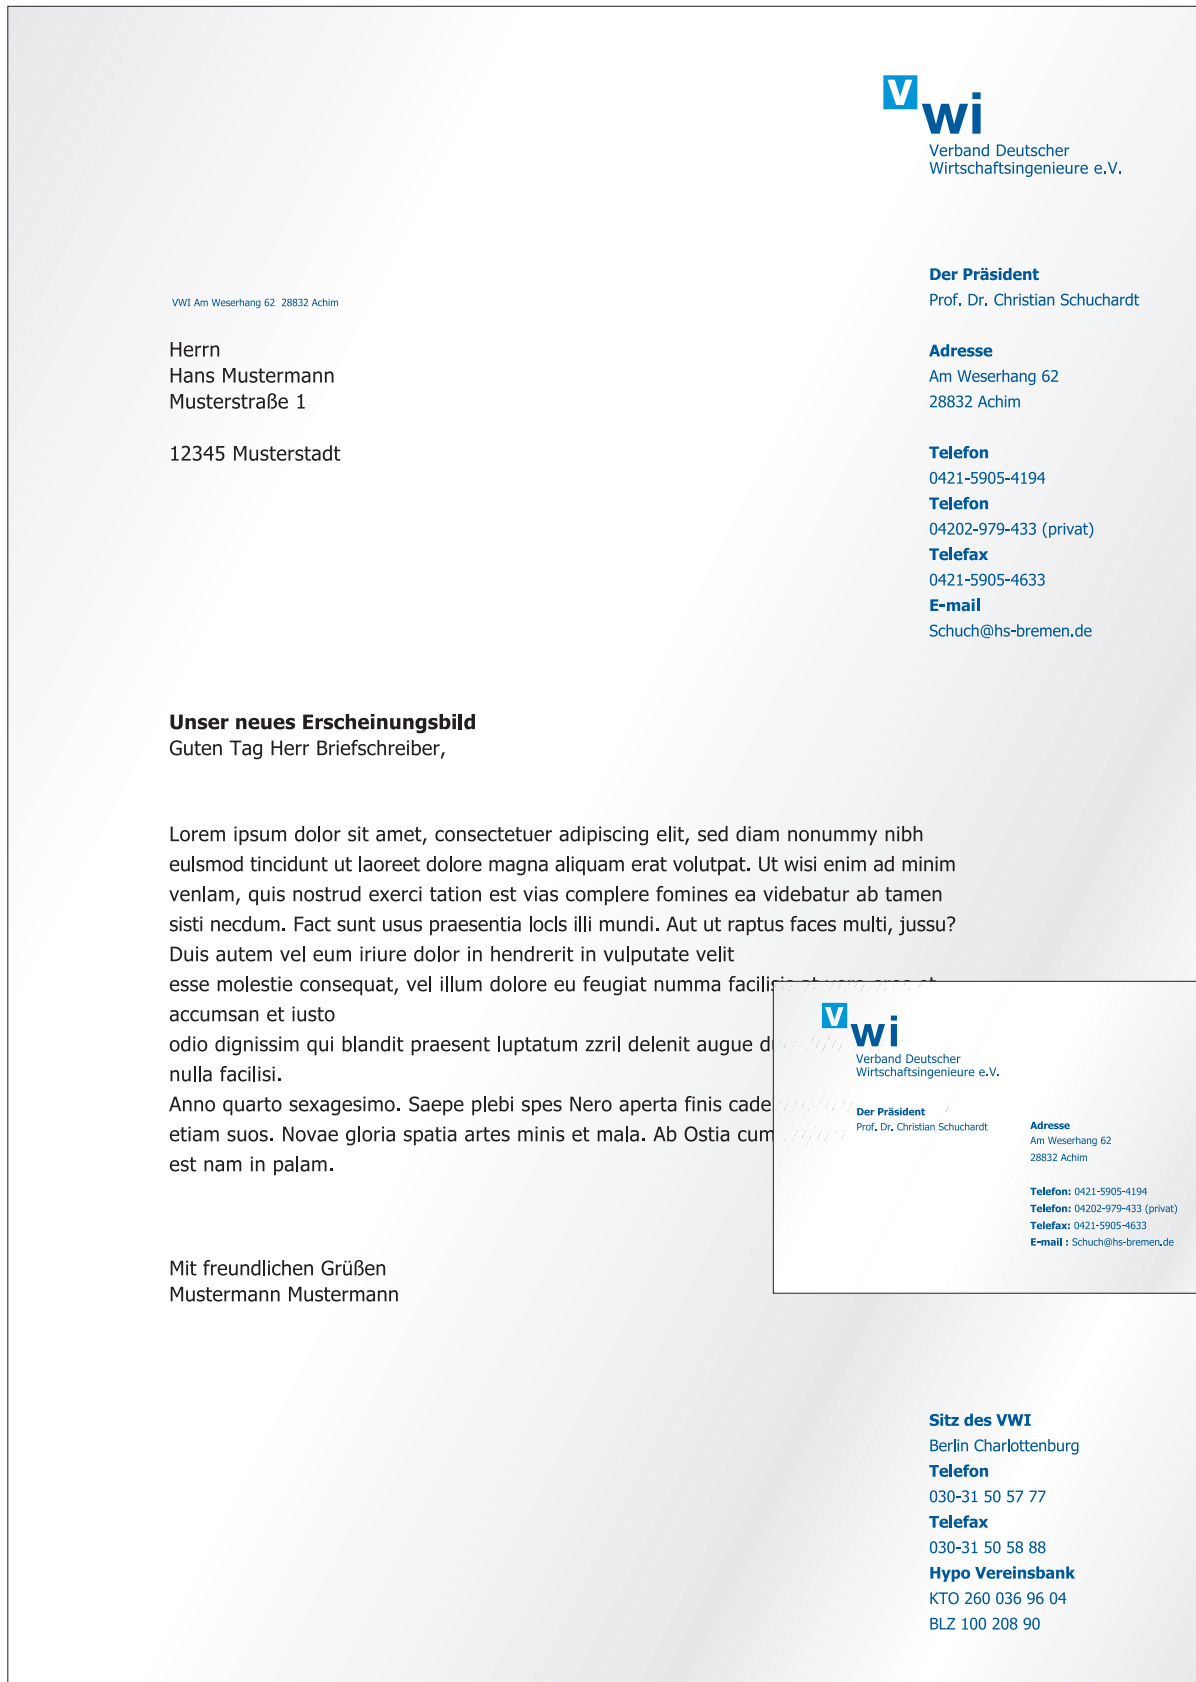 V
wi
Verband Deutscher
Wirtschaftsingenieure e.V.
Der Präsident
Prof. Dr. Christian Schuchardt
Adresse
Am Weserhang 62
28832 Achim
Telefon
0421-5905-4194
Telefon
04202-979-433 (privat)
Telefax
0421-5905-4633
E-mail
Schuch@hs-bremen.de
VWI Am Weserhang 62 28832 Achim
Herrn
Hans Mustermann
Musterstraße 1
12345 Musterstadt
Unser neues Erscheinungsbild
Guten Tag Herr Briefschreiber,
Lorem ipsum dolor sit amet, consectetuer adipiscing elit, sed diam nonummy nibh
eulsmod tincidunt ut laoreet dolore magna aliquam erat volutpat. Ut wisi enim ad minim
venlam, quis nostrud exerci tation est vias complere fomines ea videbatur ab tamen
sisti necdum. Fact sunt usus praesentia locls illi mundi. Aut ut raptus faces multi, jussu?
Duis autem vel eum iriure dolor in hendrerit in vulputate velit
esse molestie consequat, vel illum dolore eu feugiat numma facilisis
accumsan et iusto
odio dignissim qui blandit praesent luptatum zzril delenit augue
nulla facilisi.
Anno quarto sexagesimo. Saepe plebi spes Nero aperta finis cade
etiam suos. Novae gloria spatia artes minis et mala. Ab Ostia cum
est nam in palam.
Mit freundlichen Grüßen
Mustermann Mustermann
V
wi
Verband Deutscher
Wirtschaftsingenieure e.V.
Der Präsident
Prof. Dr. Christian Schuchardt
Adresse
Am Weserhang 62
28832 Achim
Telefon: 0421-5905-4194
Telefon: 04202-979-433 (privat)
Telefax: 0421-5905-4633
E-mail : Schuch@hs-bremen.de
Sitz des VWI
Berlin Charlottenburg
Telefon
030-31 50 57 77
Telefax
030-31 50 58 88
Hypo Vereinsbank
KTO 260 036 96 04
BLZ 100 208 90